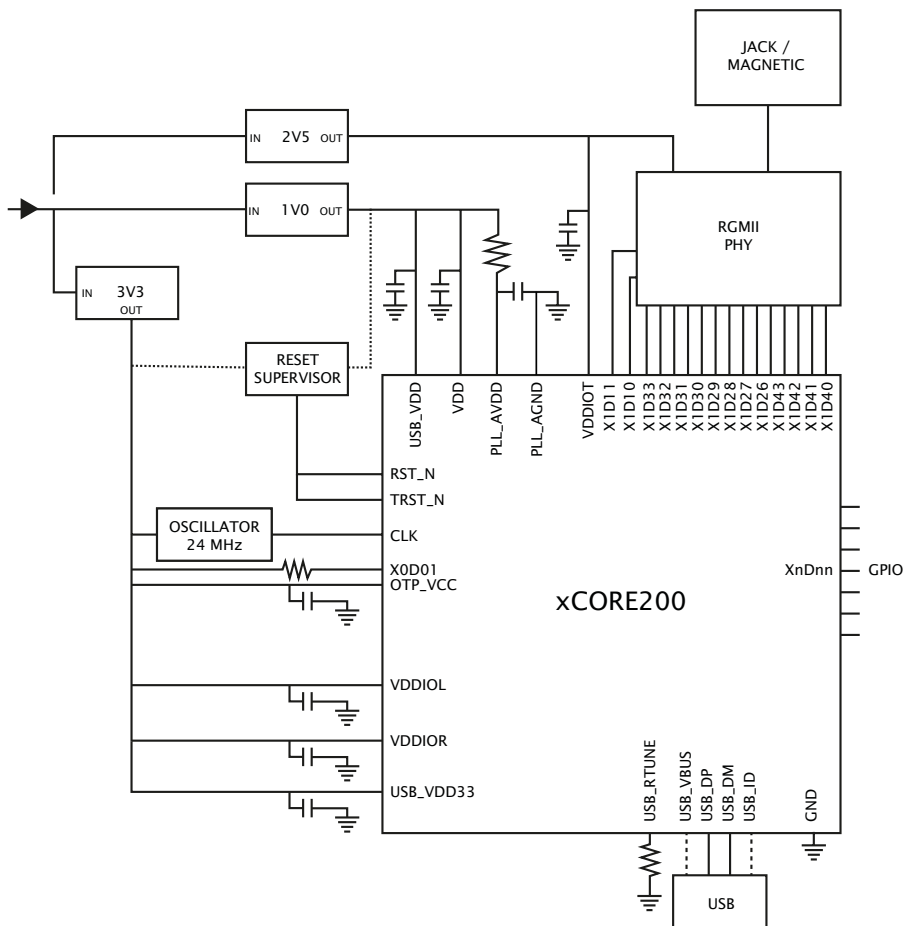 JACK /
MAGNETIC
IN 2V5 OUT
IN 1V0 OUT
RGMII
PHY
IN 3V3
OUT
RESET
SUPERVISOR
USB_VDD
VDD
PLL_AVDD
PLL_AGND
VDDIOT
X1D11
X1D10
X1D33
X1D32
X1D31
X1D30
X1D29
X1D28
X1D27
X1D26
X1D43
X1D42
X1D41
X1D40
RST_N
TRST_N
OSCILLATOR
24 MHz
CLK
X0D01
OTP_VCC
XnDnn
GPIO
xCORE200
VDDIOL
VDDIOR
USB_VDD33
USB_RTUNE
USB_VBUS
USB_DP
USB_DM
USB_ID
GND
USB